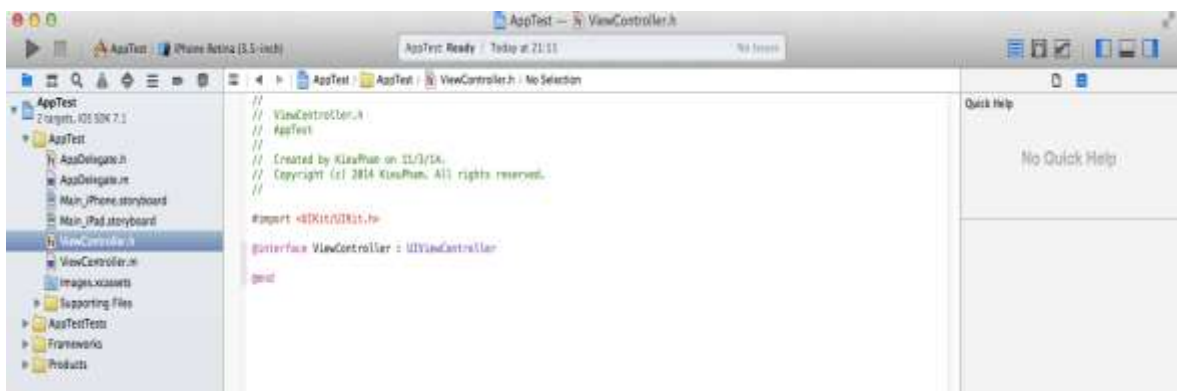 AppTest — ViewController.h
AppTest
iPhone Retina (3.5-inch)
AppTest: Ready | Today at 21:11
No Issues
AppTest
AppTest
ViewController.h
No Selection
AppTest
2 targets, iOS SDK 7.1
AppTest
AppDelegate.h
AppDelegate.m
Main_iPhone.storyboard
Main_iPad.storyboard
ViewController.h
ViewController.m
Images.xcassets
Supporting Files
AppTestTests
Frameworks
Products
//
// ViewController.h
// AppTest
//
// Created by KieuPham on 11/3/14.
// Copyright (c) 2014 KieuPham. All rights reserved.
//
#import <UIKit/UIKit.h>
@interface ViewController : UIViewController
@end
Quick Help
No Quick Help